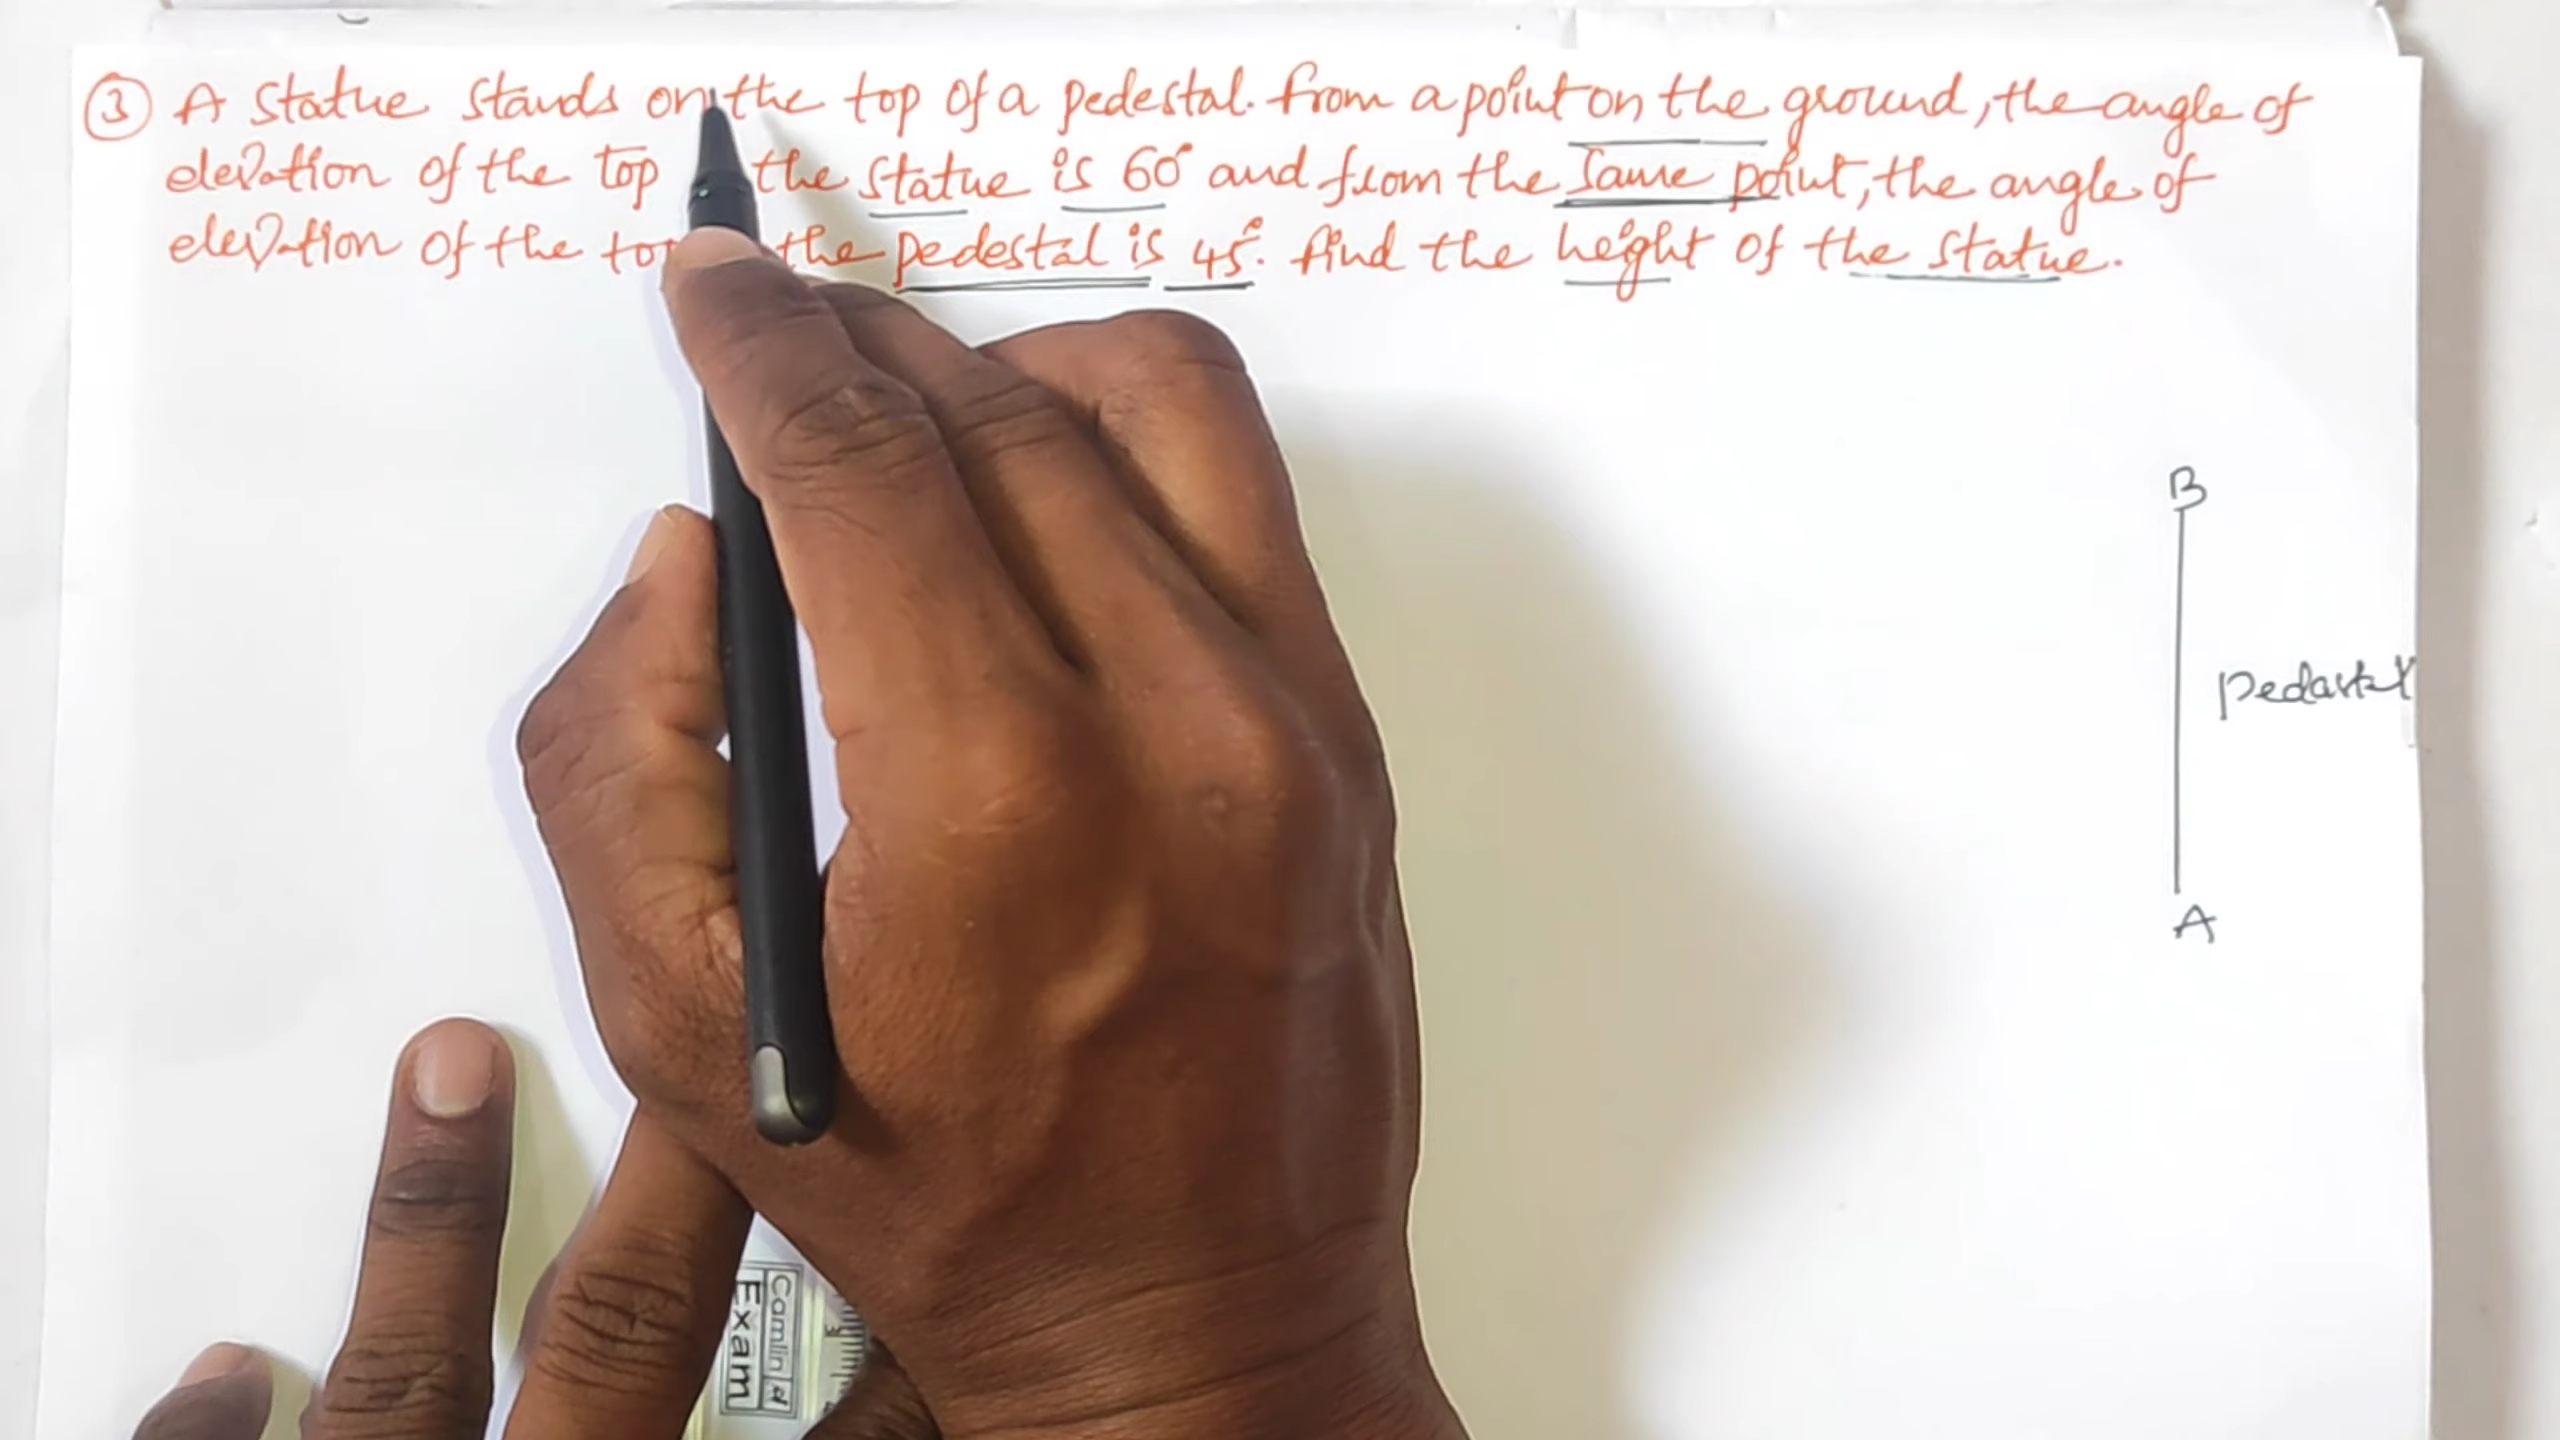 ③ A statue stands on the top of a pedestal. from a point on the ground, the angle of
elevation of the top the statue is 60° and from the same point, the angle of
elevation of the the pedestal is 45°. find the height of the statue.
B
pedastal
A
Camlin
Exam